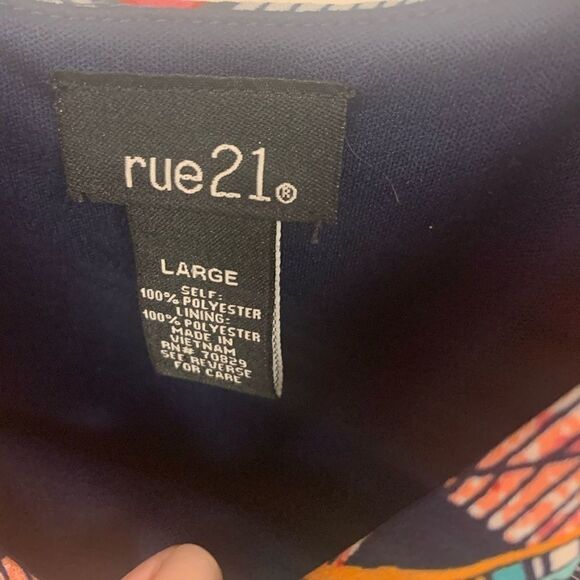 rue21®
LARGE
SELF:
100% POLYESTER
LINING:
100% POLYESTER
MADE IN
VIETNAM
RN# 70829
SEE REVERSE
FOR CARE